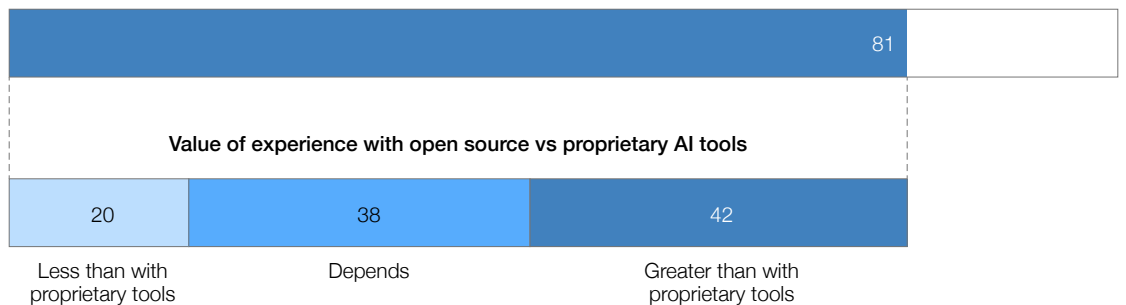 81
Value of experience with open source vs proprietary AI tools
20
38
42
Less than with
proprietary tools
Depends
Greater than with
proprietary tools